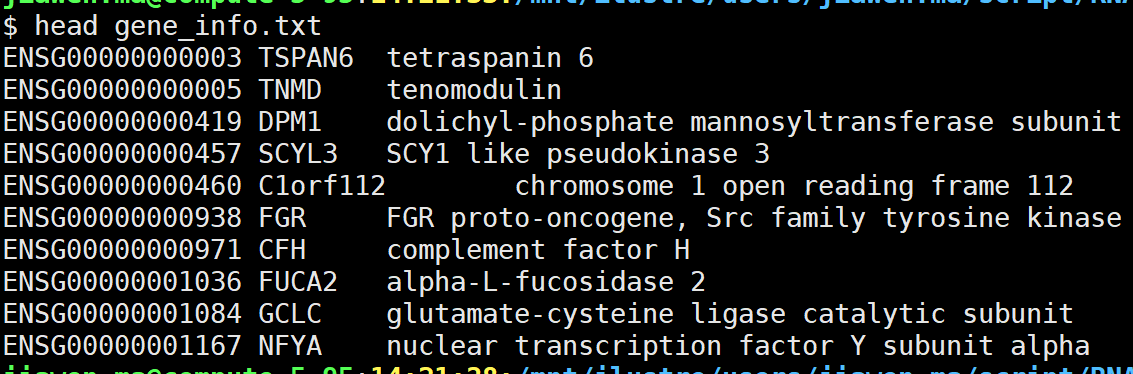 $ head gene_info.txt
ENSG00000000003 TSPAN6 tetraspanin 6
ENSG00000000005 TNMD tenomodulin
ENSG00000000419 DPM1 dolichyl-phosphate mannosyltransferase subunit
ENSG00000000457 SCYL3 SCY1 like pseudokinase 3
ENSG00000000460 C1orf112 chromosome 1 open reading frame 112
ENSG00000000938 FGR FGR proto-oncogene, Src family tyrosine kinase
ENSG00000000971 CFH complement factor H
ENSG00000001036 FUCA2 alpha-L-fucosidase 2
ENSG00000001084 GCLC glutamate-cysteine ligase catalytic subunit
ENSG00000001167 NFYA nuclear transcription factor Y subunit alpha